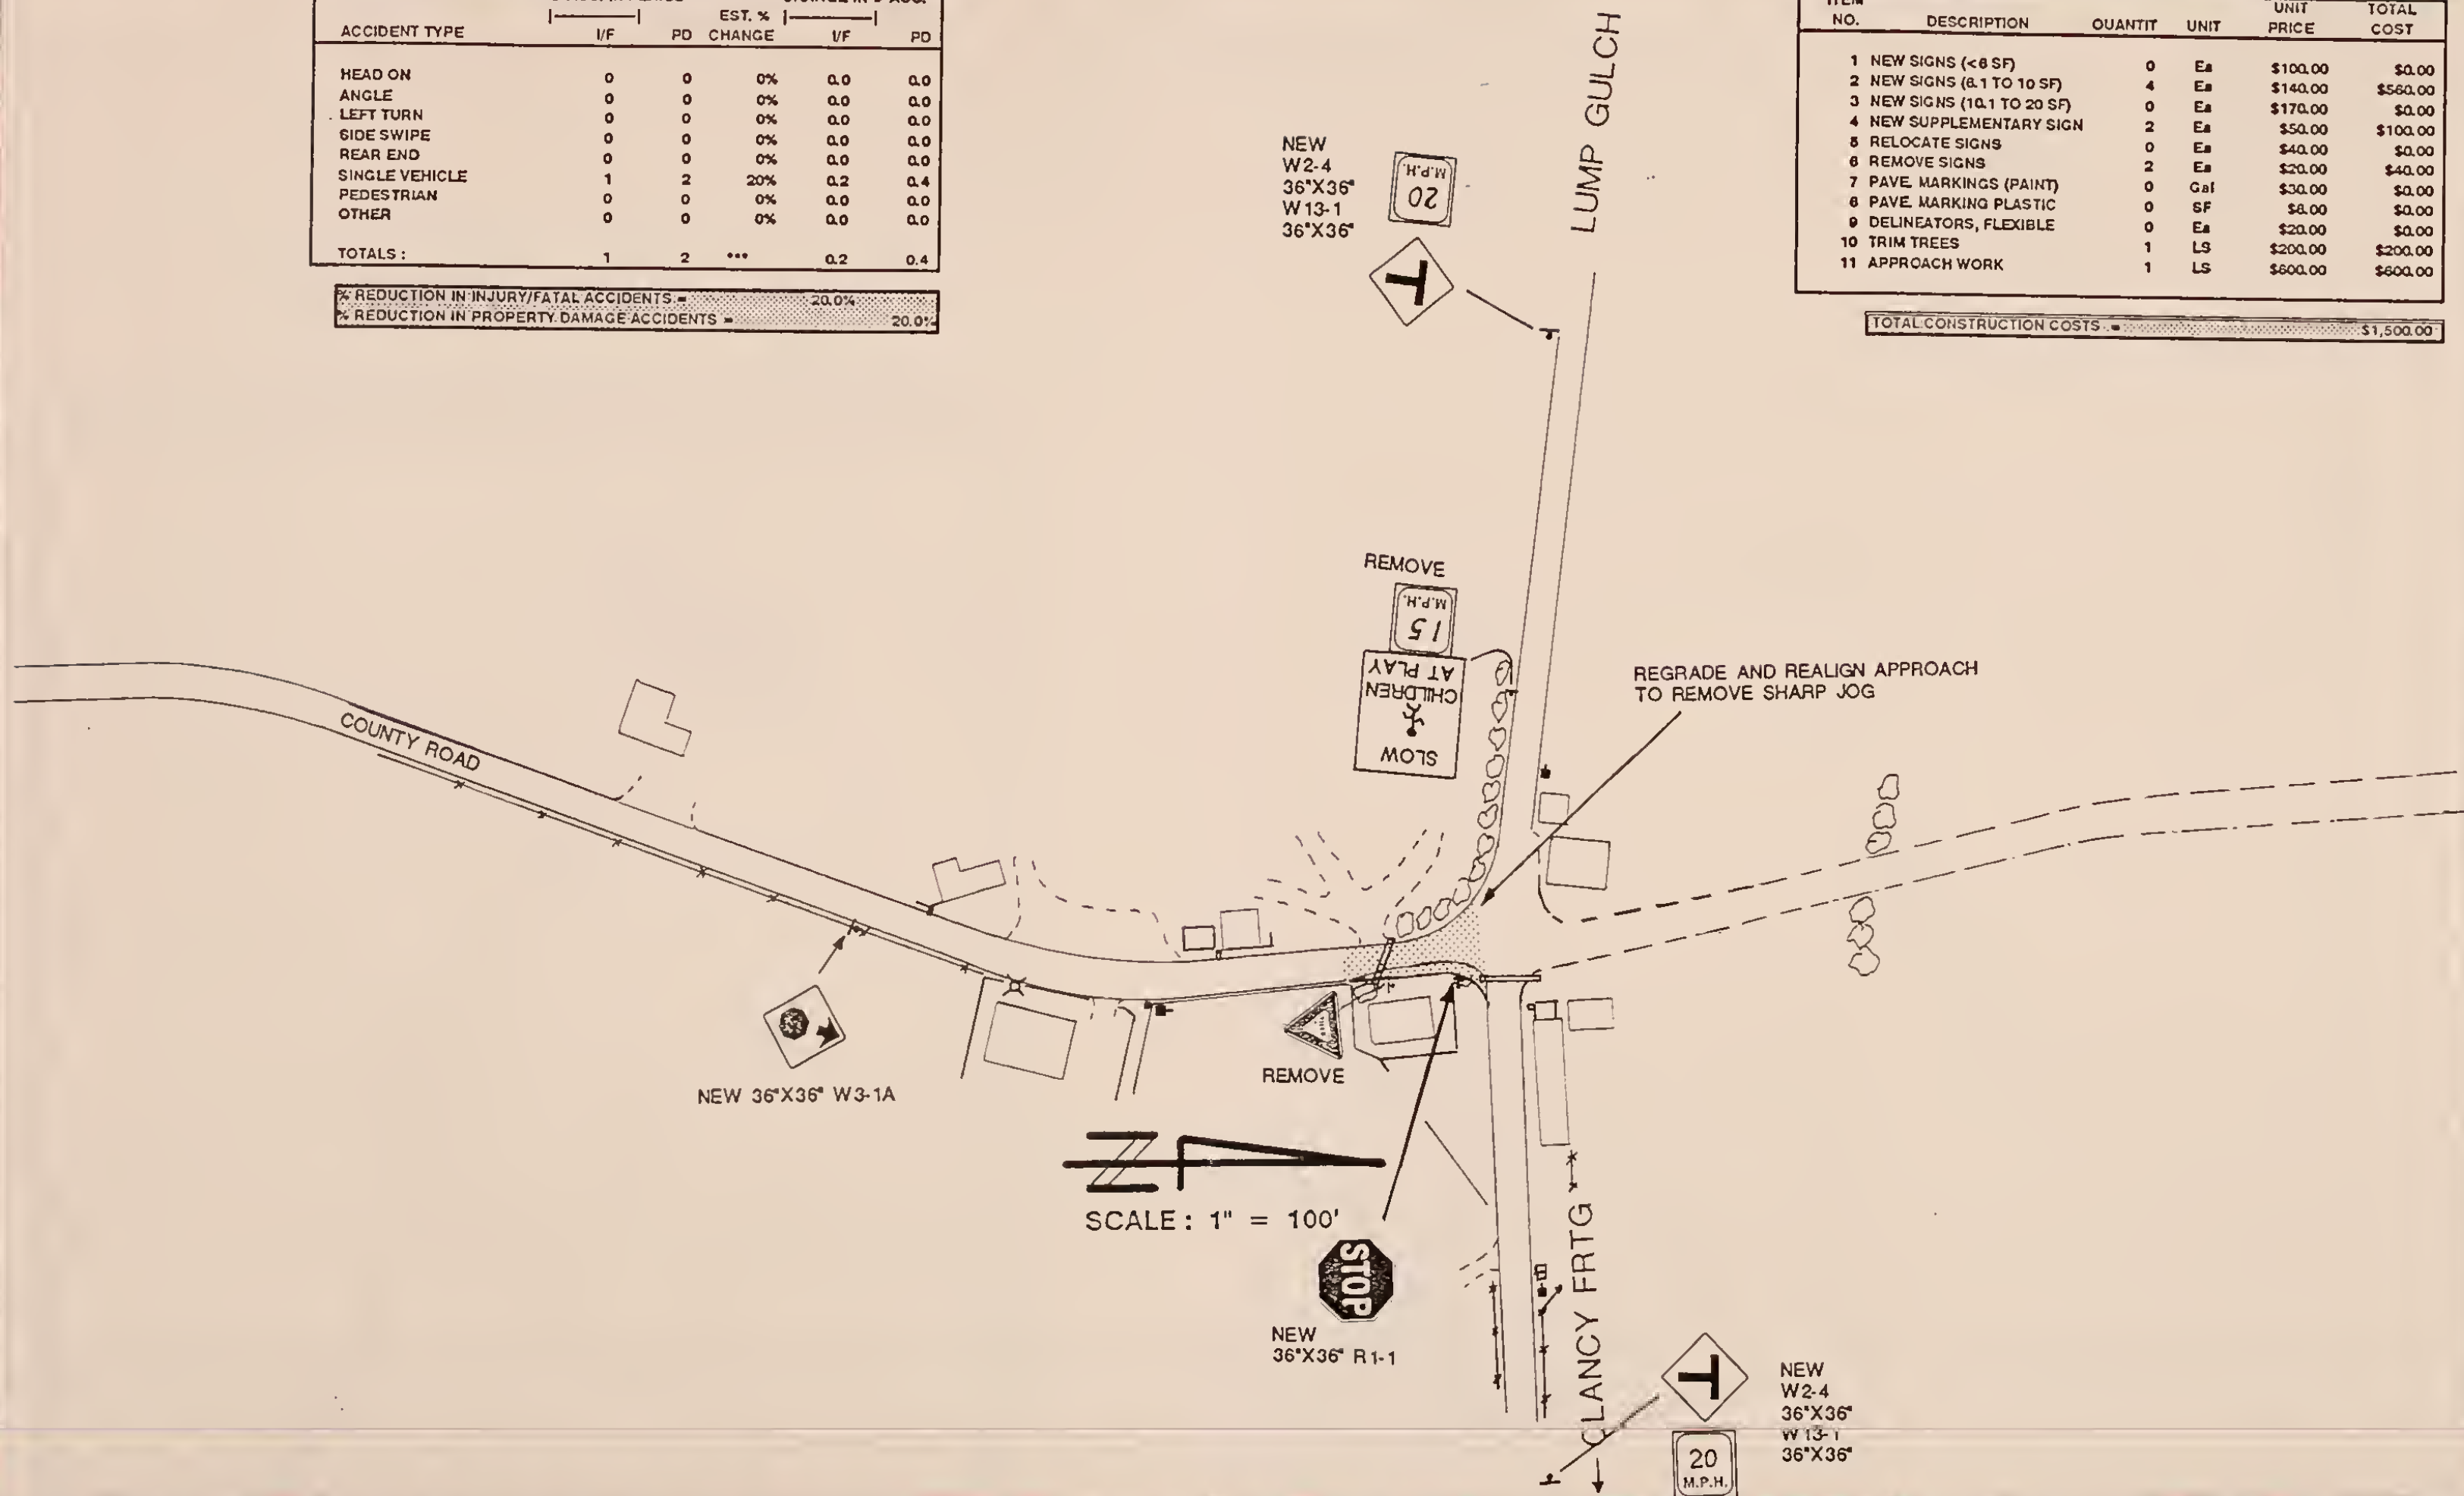 EST. %
ACCIDENT TYPE I/F PD CHANGE I/F PD
HEAD ON 0 0 0% 0.0 0.0
ANGLE 0 0 0% 0.0 0.0
LEFT TURN 0 0 0% 0.0 0.0
SIDE SWIPE 0 0 0% 0.0 0.0
REAR END 0 0 0% 0.0 0.0
SINGLE VEHICLE 1 2 20% 0.2 0.4
PEDESTRIAN 0 0 0% 0.0 0.0
OTHER 0 0 0% 0.0 0.0
TOTALS : 1 2 *** 0.2 0.4
% REDUCTION IN INJURY/FATAL ACCIDENTS = 20.0%
% REDUCTION IN PROPERTY DAMAGE ACCIDENTS = 20.0%
ITEM UNIT TOTAL
NO. DESCRIPTION QUANTIT UNIT PRICE COST
1 NEW SIGNS (<6 SF) 0 Ea $100.00 $0.00
2 NEW SIGNS (6.1 TO 10 SF) 4 Ea $140.00 $560.00
3 NEW SIGNS (10.1 TO 20 SF) 0 Ea $170.00 $0.00
4 NEW SUPPLEMENTARY SIGN 2 Ea $50.00 $100.00
5 RELOCATE SIGNS 0 Ea $40.00 $0.00
6 REMOVE SIGNS 2 Ea $20.00 $40.00
7 PAVE. MARKINGS (PAINT) 0 Gal $30.00 $0.00
8 PAVE. MARKING PLASTIC 0 SF $6.00 $0.00
9 DELINEATORS, FLEXIBLE 0 Ea $20.00 $0.00
10 TRIM TREES 1 LS $200.00 $200.00
11 APPROACH WORK 1 LS $600.00 $600.00
TOTAL CONSTRUCTION COSTS = $1,500.00
LUMP GULCH
NEW
W2-4
36"X36"
W13-1
36"X36"
20
M.P.H.
REMOVE
15
M.P.H.
SLOW
CHILDREN
AT PLAY
REGRADE AND REALIGN APPROACH
TO REMOVE SHARP JOG
COUNTY ROAD
NEW 36"X36" W3-1A
REMOVE
N
SCALE: 1" = 100'
STOP
NEW
36"X36" R1-1
CLANCY FRTG
NEW
W2-4
36"X36"
W13-1
36"X36"
20
M.P.H.